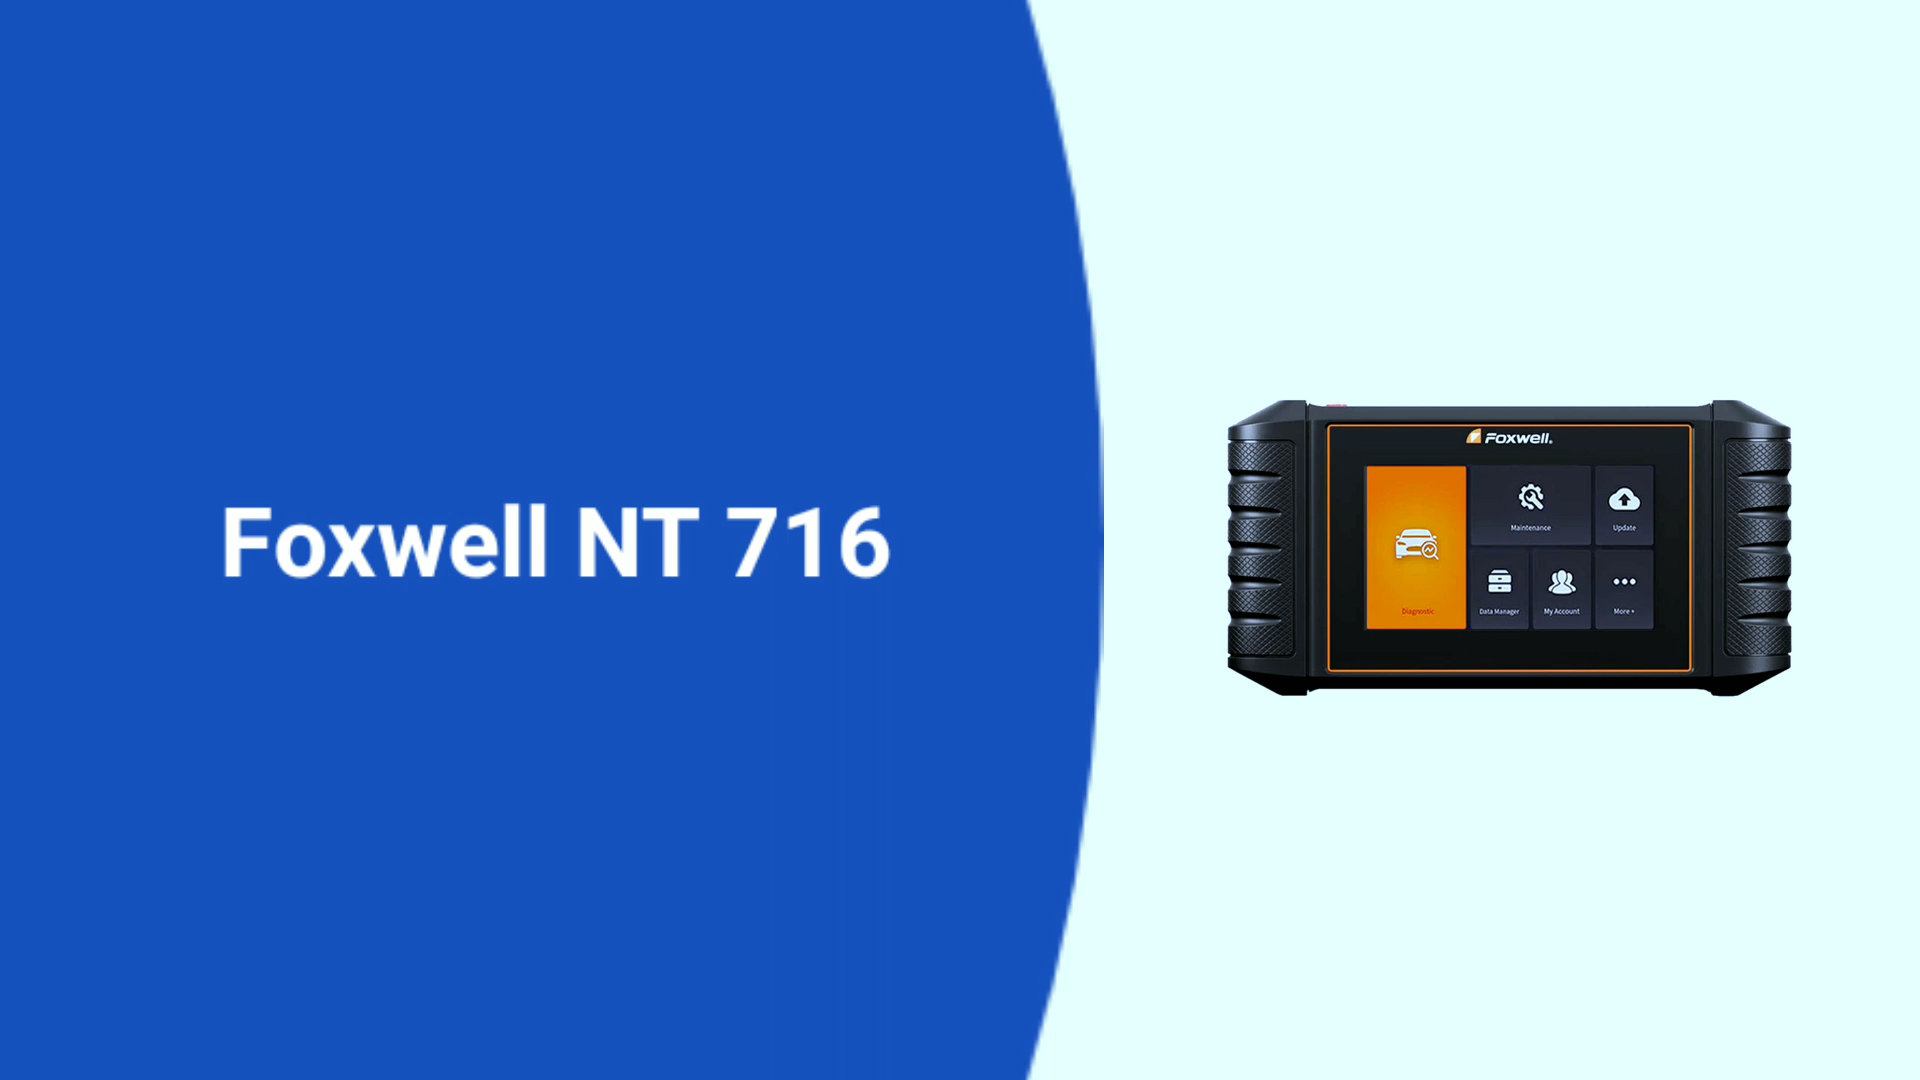 Foxwell NT 716
Foxwell
Maintenance
Update
Diagnostic
Data Manager
My Account
More +